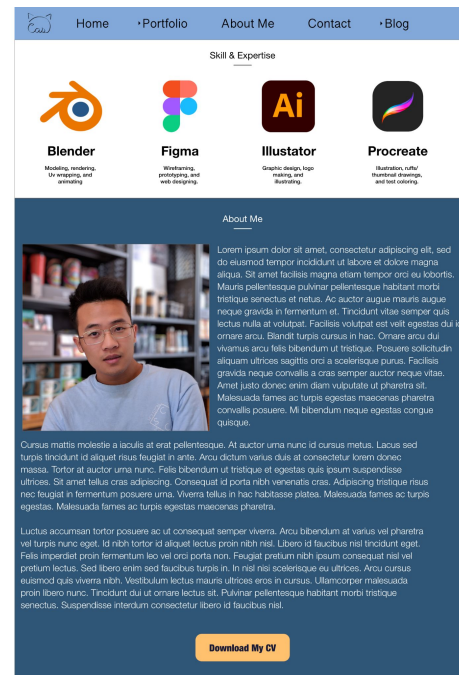 Cas
Home
Portfolio
About Me
Contact
Blog
Skill & Expertise
Ai
Blender
Modeling, rendering,
Uv wrapping, and
animating
Figma
Wireframing,
prototyping, and
web designing.
Illustator
Graphic design, logo
making, and
illustrating.
Procreate
Illustration, ruffs/
thumbnail drawings,
and test coloring.
About Me
Lorem ipsum dolor sit amet, consectetur adipiscing elit, sed
do eiusmod tempor incididunt ut labore et dolore magna
aliqua. Sit amet facilisis magna etiam tempor orci eu lobortis.
Mauris pellentesque pulvinar pellentesque habitant morbi
tristique senectus et netus. Ac auctor augue mauris augue
neque gravida in fermentum et. Tincidunt vitae semper quis
lectus nulla at volutpat. Facilisis volutpat est velit egestas dui id
ornare arcu. Blandit turpis cursus in hac. Ornare arcu dui
vivamus arcu felis bibendum ut tristique. Posuere sollicitudin
aliquam ultrices sagittis orci a scelerisque purus. Facilisis
gravida neque convallis a cras semper auctor neque vitae.
Amet justo donec enim diam vulputate ut pharetra sit.
Malesuada fames ac turpis egestas maecenas pharetra
convallis posuere. Mi bibendum neque egestas congue
quisque.
Cursus mattis molestie a iaculis at erat pellentesque. At auctor urna nunc id cursus metus. Lacus sed
turpis tincidunt id aliquet risus feugiat in ante. Arcu dictum varius duis at consectetur lorem donec
massa. Tortor at auctor urna nunc. Felis bibendum ut tristique et egestas quis ipsum suspendisse
ultrices. Sit amet tellus cras adipiscing. Consequat id porta nibh venenatis cras. Adipiscing tristique risus
nec feugiat in fermentum posuere urna. Viverra tellus in hac habitasse platea. Malesuada fames ac turpis
egestas. Malesuada fames ac turpis egestas maecenas pharetra.
Luctus accumsan tortor posuere ac ut consequat semper viverra. Arcu bibendum at varius vel pharetra
vel turpis nunc eget. Id nibh tortor id aliquet lectus proin nibh nisl. Libero id faucibus nisl tincidunt eget.
Felis imperdiet proin fermentum leo vel orci porta non. Feugiat pretium nibh ipsum consequat nisl vel
pretium lectus. Sed libero enim sed faucibus turpis in. In nisl nisi scelerisque eu ultrices. Arcu cursus
euismod quis viverra nibh. Vestibulum lectus mauris ultrices eros in cursus. Ullamcorper malesuada
proin libero nunc. Tincidunt dui ut ornare lectus sit. Pulvinar pellentesque habitant morbi tristique
senectus. Suspendisse interdum consectetur libero id faucibus nisl.
Download My CV